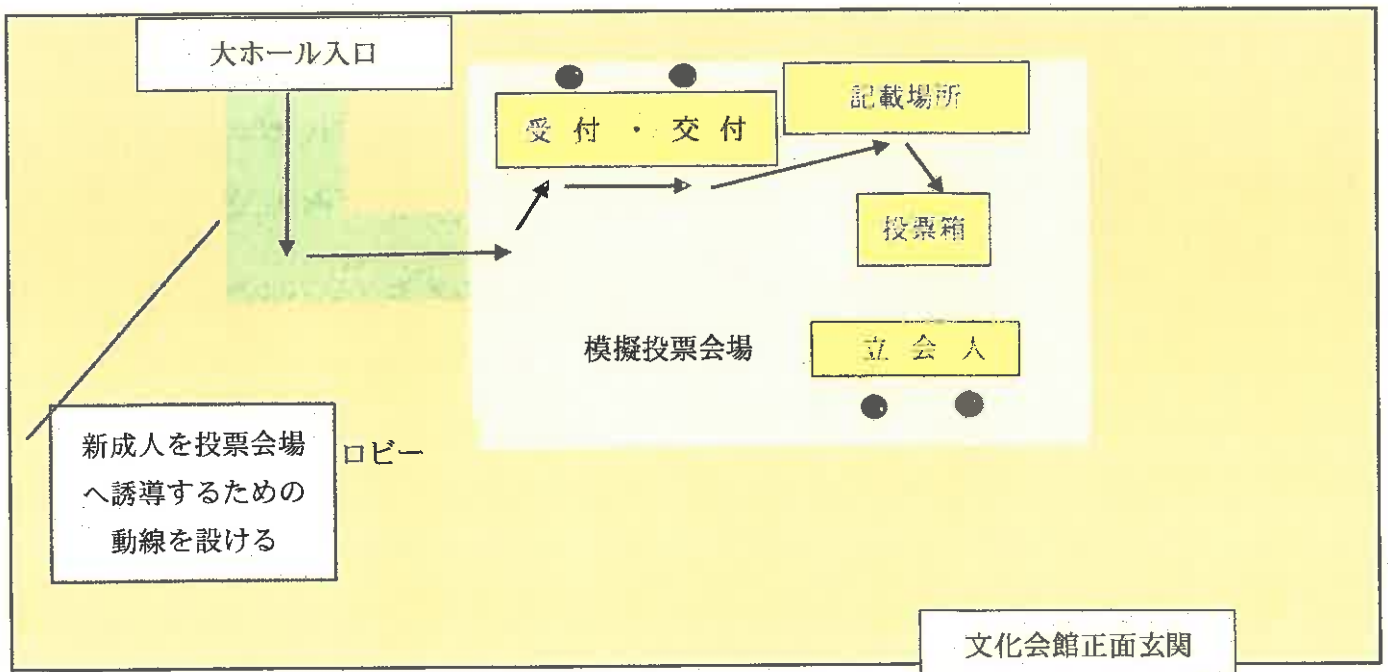 大ホール入口
受付・交付
記載場所
投票箱
模擬投票会場
立会人
新成人を投票会場
へ誘導するための
動線を設ける
ロビー
文化会館正面玄関